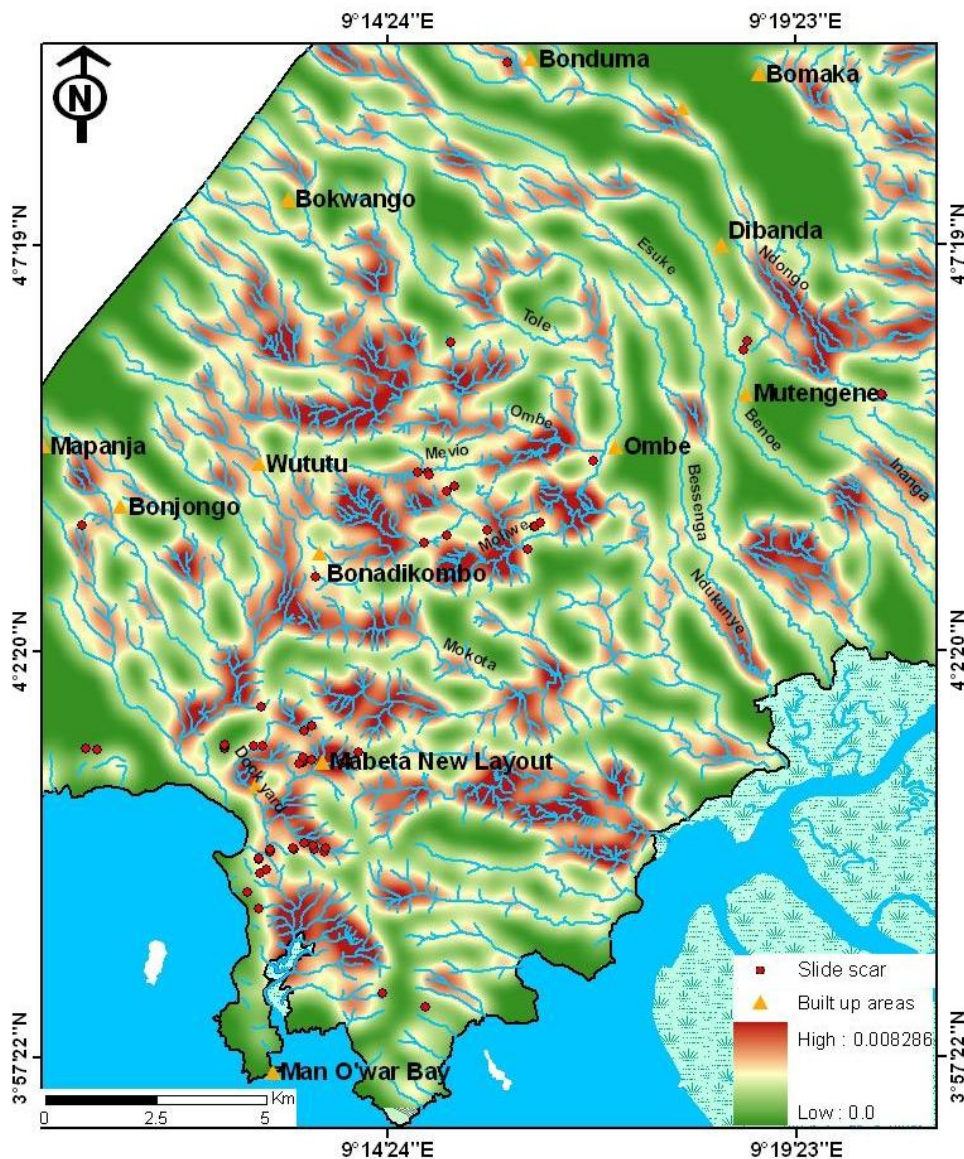 9°14'24"E
9°19'23"E
N
Bonduma
Bomaka
Bokwango
Dibanda
4°7'19"N
4°7'19"N
Esuke
Ndongo
Tole
Mutengene
Ombe
Mapanja
Mevio
Ombe
Wututu
Benoe
Inanga
Bonjongo
Bessenga
Moliwe
Bonadikombo
Ndukunye
4°2'20"N
4°2'20"N
Mokota
Mabeta New Layout
Dockyard
Slide scar
Built up areas
High : 0.008286
Low : 0.0
3°57'22"N
3°57'22"N
Man O'war Bay
Km
0 2.5 5
9°14'24"E
9°19'23"E